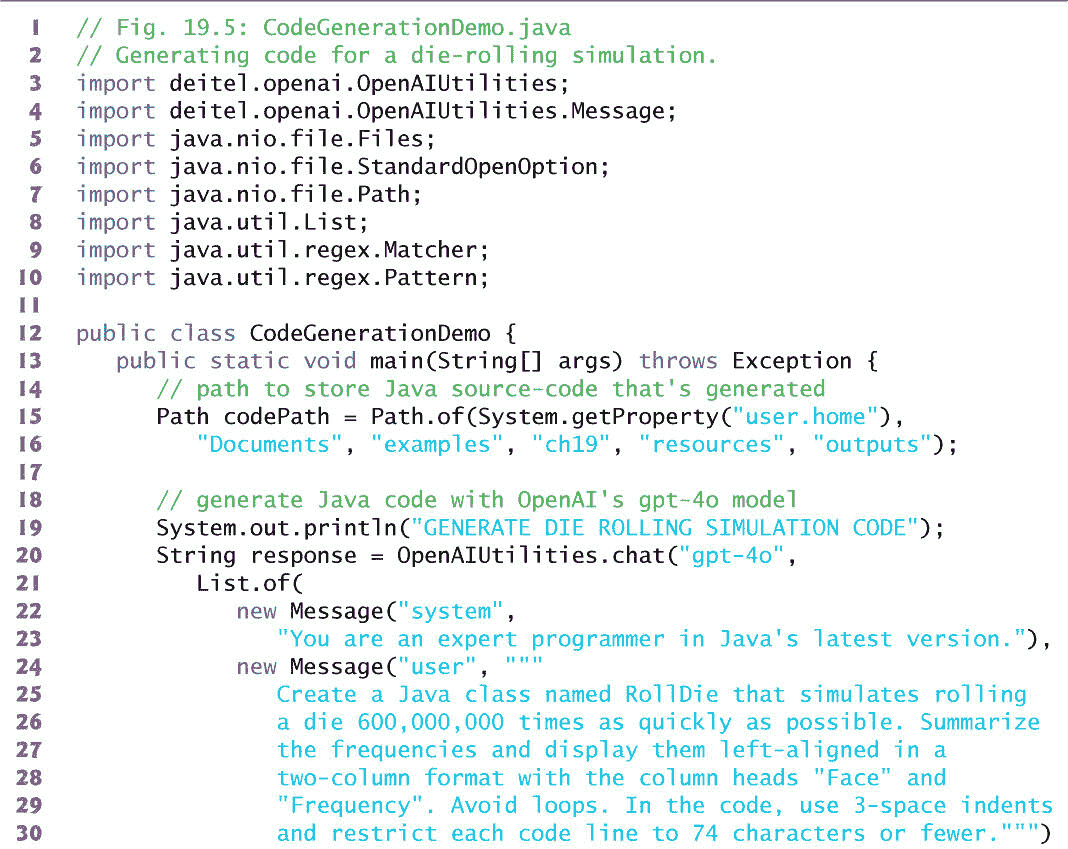 1 // Fig. 19.5: CodeGenerationDemo.java
2 // Generating code for a die-rolling simulation.
3 import deitel.openai.OpenAIUtilities;
4 import deitel.openai.OpenAIUtilities.Message;
5 import java.nio.file.Files;
6 import java.nio.file.StandardOpenOption;
7 import java.nio.file.Path;
8 import java.util.List;
9 import java.util.regex.Matcher;
10 import java.util.regex.Pattern;
11
12 public class CodeGenerationDemo {
13    public static void main(String[] args) throws Exception {
14       // path to store Java source-code that's generated
15       Path codePath = Path.of(System.getProperty("user.home"),
16          "Documents", "examples", "ch19", "resources", "outputs");
17
18       // generate Java code with OpenAI's gpt-4o model
19       System.out.println("GENERATE DIE ROLLING SIMULATION CODE");
20       String response = OpenAIUtilities.chat("gpt-4o",
21          List.of(
22             new Message("system",
23                "You are an expert programmer in Java's latest version."),
24             new Message("user", """
25                Create a Java class named RollDie that simulates rolling
26                a die 600,000,000 times as quickly as possible. Summarize
27                the frequencies and display them left-aligned in a
28                two-column format with the column heads "Face" and
29                "Frequency". Avoid loops. In the code, use 3-space indents
30                and restrict each code line to 74 characters or fewer.""")